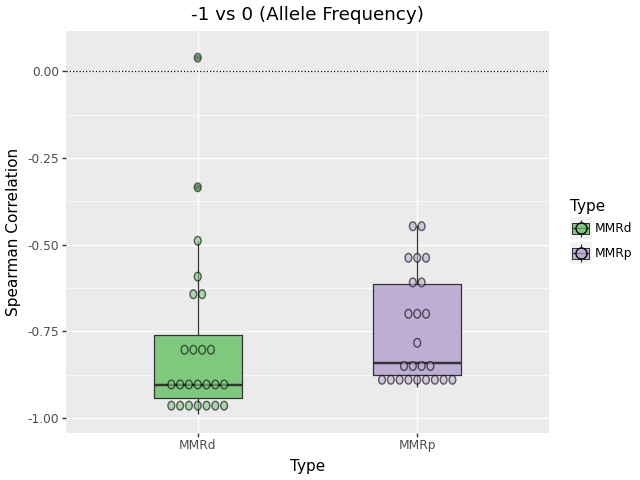 -1 vs 0 (Allele Frequency)
Spearman Correlation
0.00
-0.25
-0.50
-0.75
-1.00
MMRd
MMRp
Type
Type
MMRd
MMRp